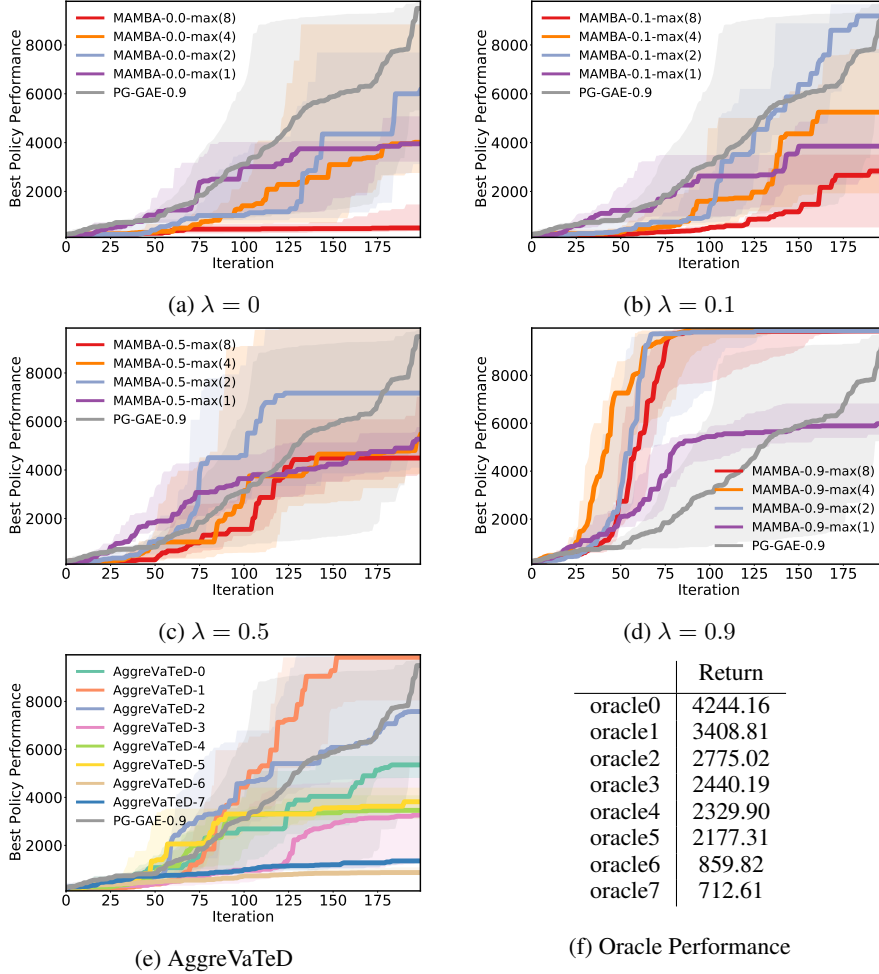 MAMBA-0.0-max(8)
MAMBA-0.0-max(4)
MAMBA-0.0-max(2)
MAMBA-0.0-max(1)
PG-GAE-0.9
Best Policy Performance
8000
6000
4000
2000
0 25 50 75 100 125 150 175
Iteration
(a) λ = 0
MAMBA-0.1-max(8)
MAMBA-0.1-max(4)
MAMBA-0.1-max(2)
MAMBA-0.1-max(1)
PG-GAE-0.9
Best Policy Performance
8000
6000
4000
2000
0 25 50 75 100 125 150 175
Iteration
(b) λ = 0.1
MAMBA-0.5-max(8)
MAMBA-0.5-max(4)
MAMBA-0.5-max(2)
MAMBA-0.5-max(1)
PG-GAE-0.9
Best Policy Performance
8000
6000
4000
2000
0 25 50 75 100 125 150 175
Iteration
(c) λ = 0.5
MAMBA-0.9-max(8)
MAMBA-0.9-max(4)
MAMBA-0.9-max(2)
MAMBA-0.9-max(1)
PG-GAE-0.9
Best Policy Performance
8000
6000
4000
2000
0 25 50 75 100 125 150 175
Iteration
(d) λ = 0.9
AggreVaTeD-0
AggreVaTeD-1
AggreVaTeD-2
AggreVaTeD-3
AggreVaTeD-4
AggreVaTeD-5
AggreVaTeD-6
AggreVaTeD-7
PG-GAE-0.9
Best Policy Performance
8000
6000
4000
2000
0 25 50 75 100 125 150 175
Iteration
(e) AggreVaTeD
Return
oracle0 4244.16
oracle1 3408.81
oracle2 2775.02
oracle3 2440.19
oracle4 2329.90
oracle5 2177.31
oracle6 859.82
oracle7 712.61
(f) Oracle Performance